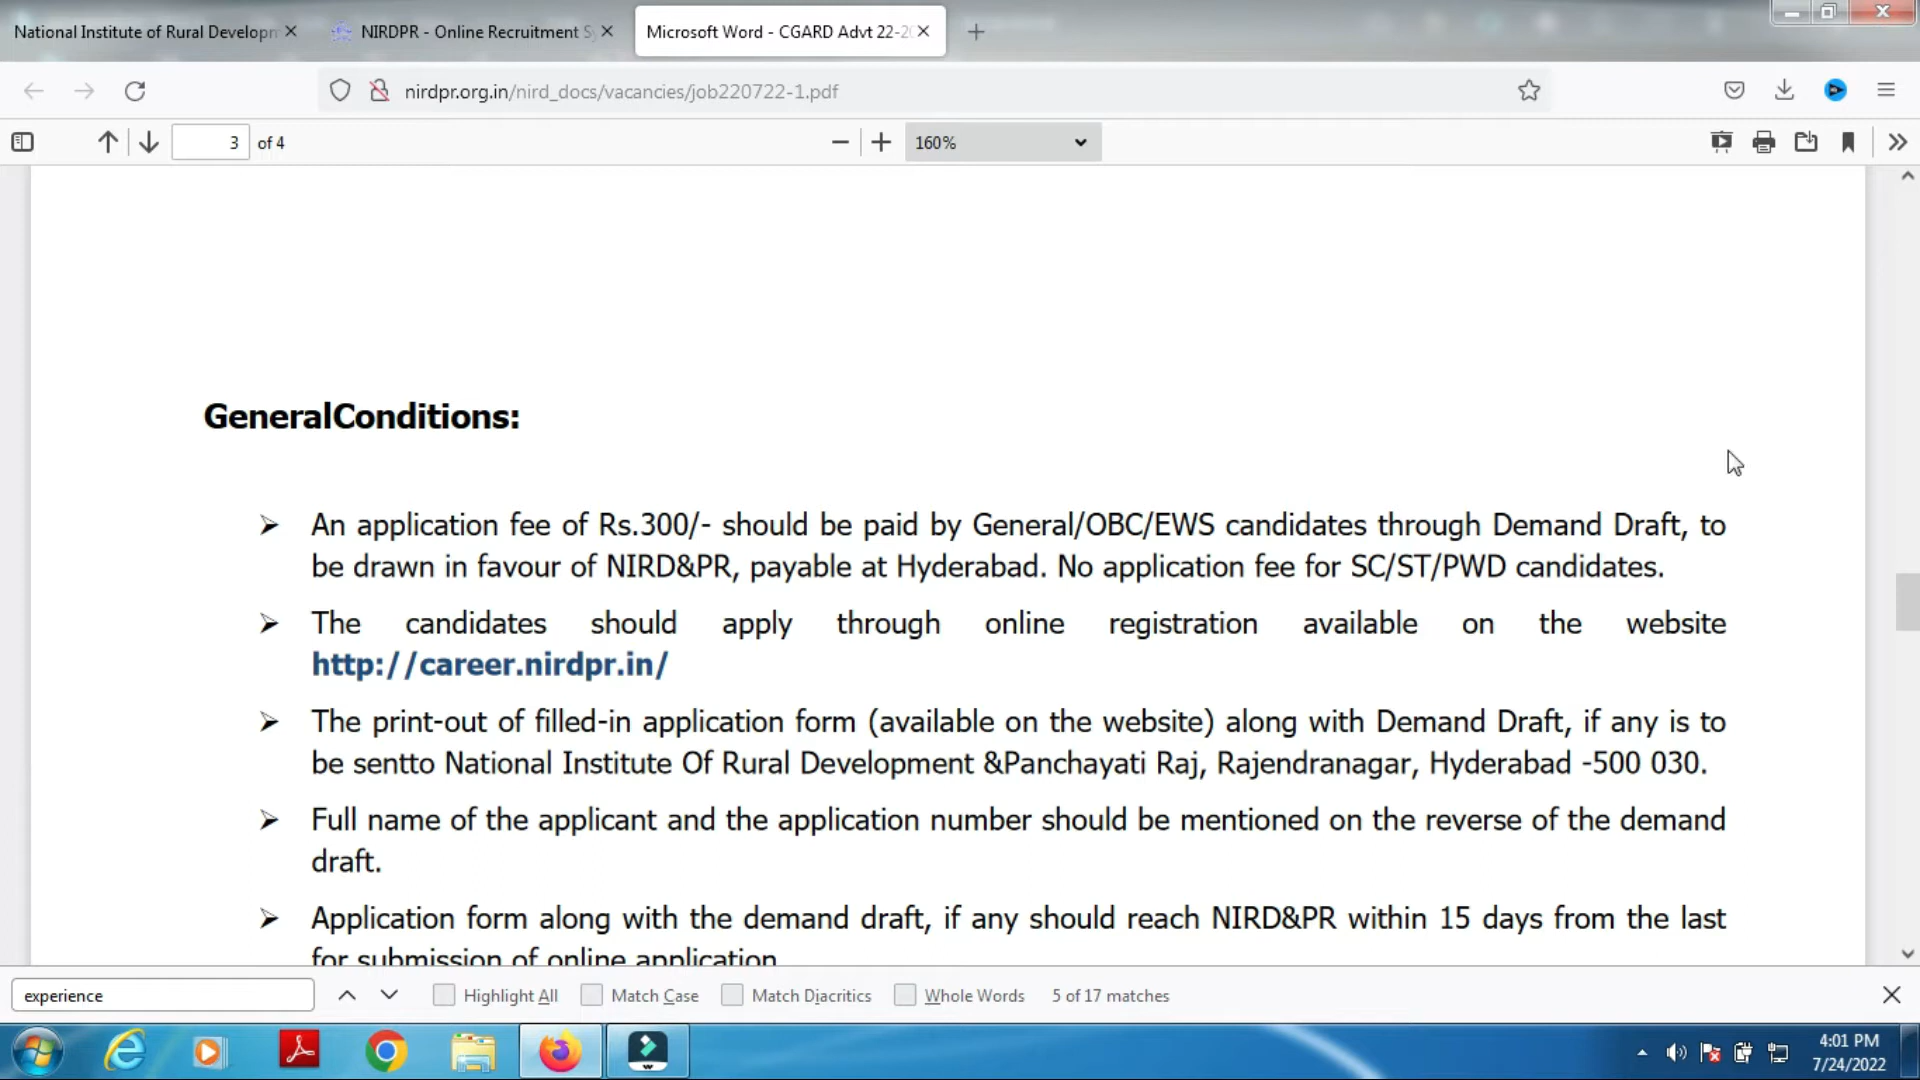 National Institute of Rural Developm
NIRDPR - Online Recruitment Sy
Microsoft Word - CGARD Advt 22-20
nirdpr.org.in/nird_docs/vacancies/job220722-1.pdf
3 of 4
160%
GeneralConditions:
An application fee of Rs.300/- should be paid by General/OBC/EWS candidates through Demand Draft, to
be drawn in favour of NIRD&PR, payable at Hyderabad. No application fee for SC/ST/PWD candidates.
The candidates should apply through online registration available on the website
http://career.nirdpr.in/
The print-out of filled-in application form (available on the website) along with Demand Draft, if any is to
be sentto National Institute Of Rural Development &Panchayati Raj, Rajendranagar, Hyderabad -500 030.
Full name of the applicant and the application number should be mentioned on the reverse of the demand
draft.
Application form along with the demand draft, if any should reach NIRD&PR within 15 days from the last
for submission of online application.
experience
Highlight All
Match Case
Match Diacritics
Whole Words
5 of 17 matches
4:01 PM
7/24/2022